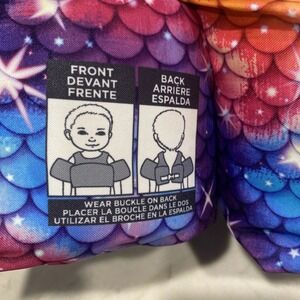 FRONT
DEVANT
FRENTE
BACK
ARRIÈRE
ESPALDA
WEAR BUCKLE ON BACK
PLACER LA BOUCLE DANS LE DOS
UTILIZAR EL BROCHE EN LA ESPALDA